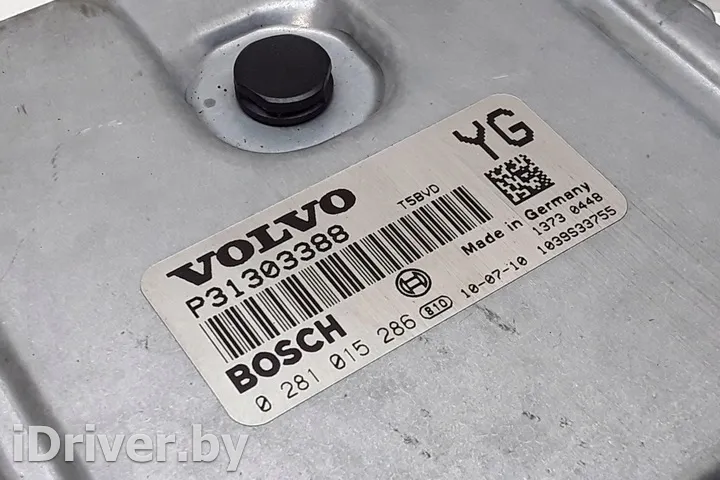 YG
VOLVO
T5BVD
P31303388
Made in Germany
1373 0448
BOSCH
10-07-10
1039S33755
0 281 015 286
810
iDriver.by